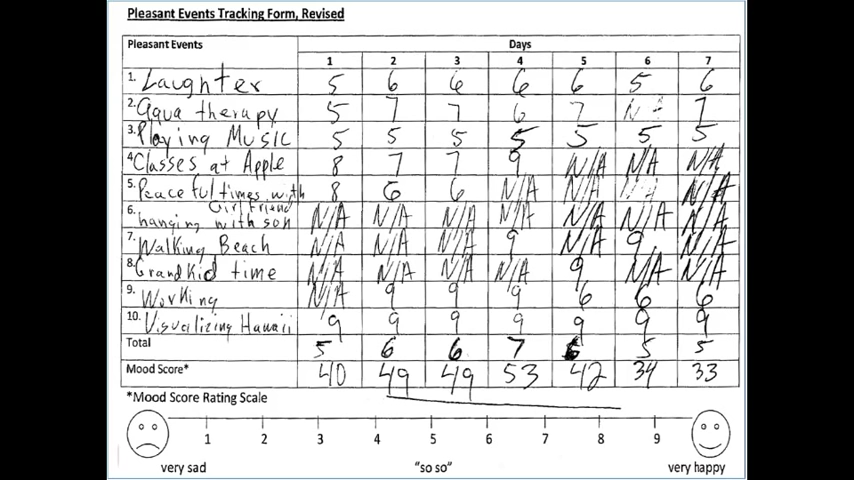 Pleasant Events Tracking Form, Revised
Pleasant Events Days
1 2 3 4 5 6 7
1. Laughter 5 6 6 6 6 5 6
2. aqua therapy 5 7 7 6 7 N/A 7
3. Playing Music 5 5 5 5 5 5 5
4 Classes at Apple 8 7 7 9 N/A N/A N/A
5. Peaceful times with Girlfriend 8 6 6 N/A N/A N/A
6. hanging with son N/A N/A N/A N/A N/A N/A N/A
7. Walking Beach N/A N/A N/A 9 N/A 9 N/A
8. Grandkid time N/A N/A N/A N/A 9 N/A N/A
9. Working N/A 9 9 9 6 6 6
10. Visualizing Hawaii 9 9 9 9 9 9 9
Total 5 6 6 7 6 5 5
Mood Score* 40 49 49 53 42 34 33
*Mood Score Rating Scale
1 2 3 4 5 6 7 8 9
very sad "so so" very happy